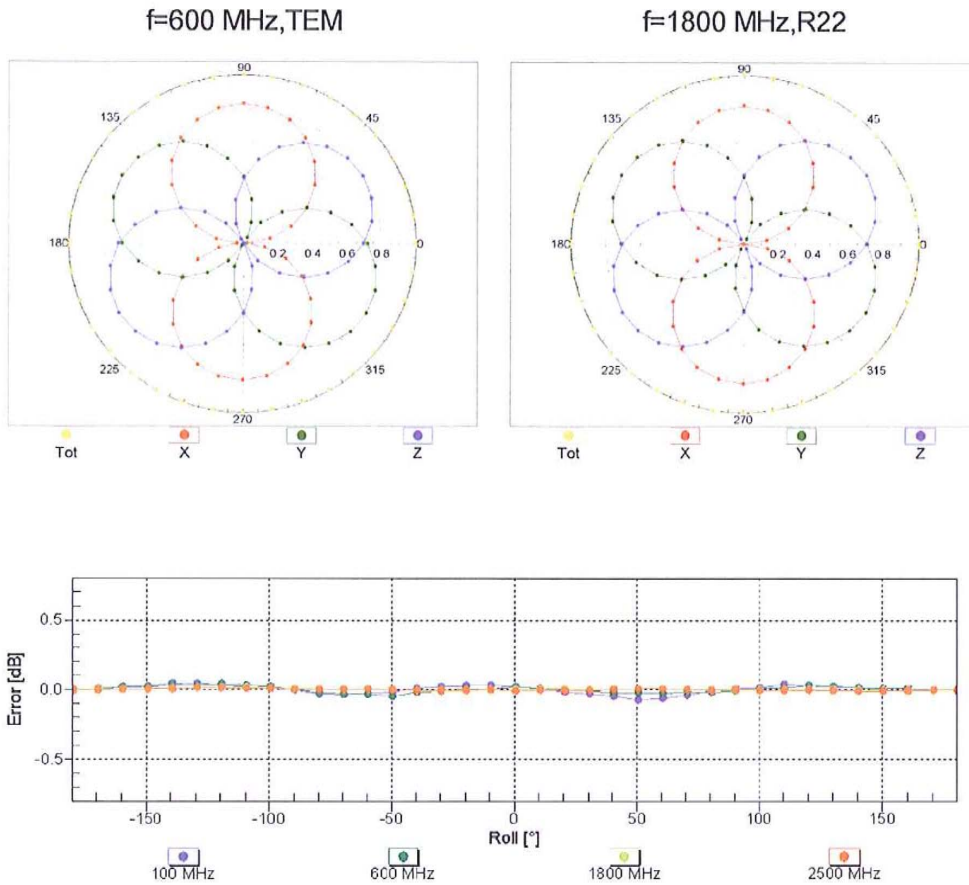 f=600 MHz,TEM
f=1800 MHz,R22
90
135
45
180
0
0.2 0.4 0.6 0.8
225
315
270
Tot
X
Y
Z
90
135
45
180
0
0.2 0.4 0.6 0.8
225
315
270
Tot
X
Y
Z
Error [dB]
0.5
0.0
-0.5
-150
-100
-50
0
50
100
150
Roll [°]
100 MHz
600 MHz
1800 MHz
2500 MHz